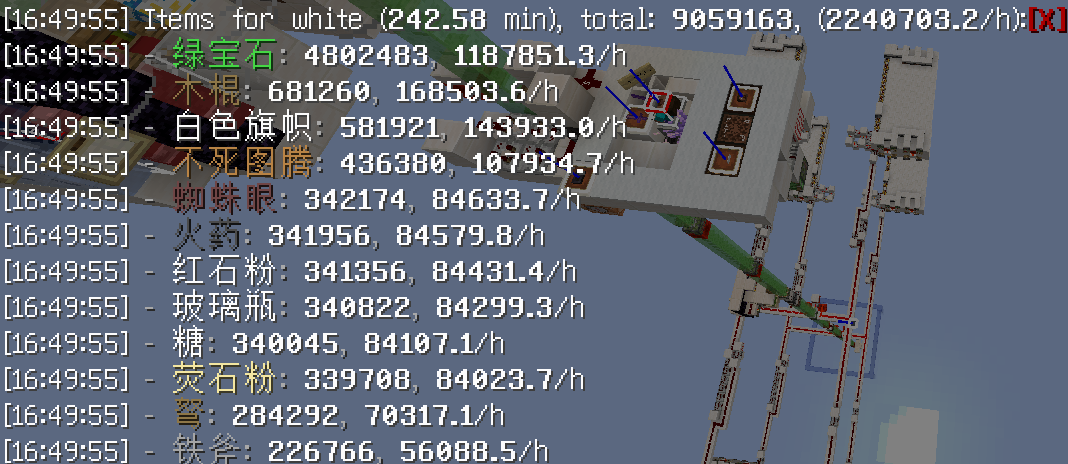 [16:49:55] Items for white (242.58 min), total: 9059163, (2240703.2/h):[X]
[16:49:55] - 绿宝石: 4802483, 1187851.3/h
[16:49:55] - 木棍: 681260, 168503.6/h
[16:49:55] - 白色旗帜: 581921, 143933.0/h
[16:49:55] - 不死图腾: 436380, 107934.7/h
[16:49:55] - 蜘蛛眼: 342174, 84633.7/h
[16:49:55] - 火药: 341956, 84579.8/h
[16:49:55] - 红石粉: 341356, 84431.4/h
[16:49:55] - 玻璃瓶: 340822, 84299.3/h
[16:49:55] - 糖: 340045, 84107.1/h
[16:49:55] - 荧石粉: 339708, 84023.7/h
[16:49:55] - 弩: 284292, 70317.1/h
[16:49:55] - 铁斧: 226766, 56088.5/h